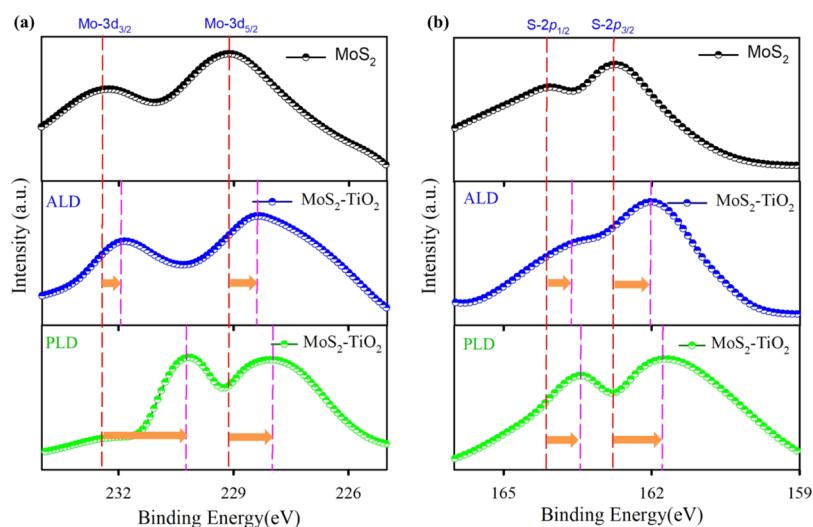 (a)
Mo-3d3/2
Mo-3d5/2
MoS2
ALD
MoS2-TiO2
PLD
MoS2-TiO2
Intensity (a.u.)
232
229
226
Binding Energy(eV)
(b)
S-2p1/2
S-2p3/2
MoS2
ALD
MoS2-TiO2
PLD
MoS2-TiO2
Intensity (a.u.)
165
162
159
Binding Energy(eV)